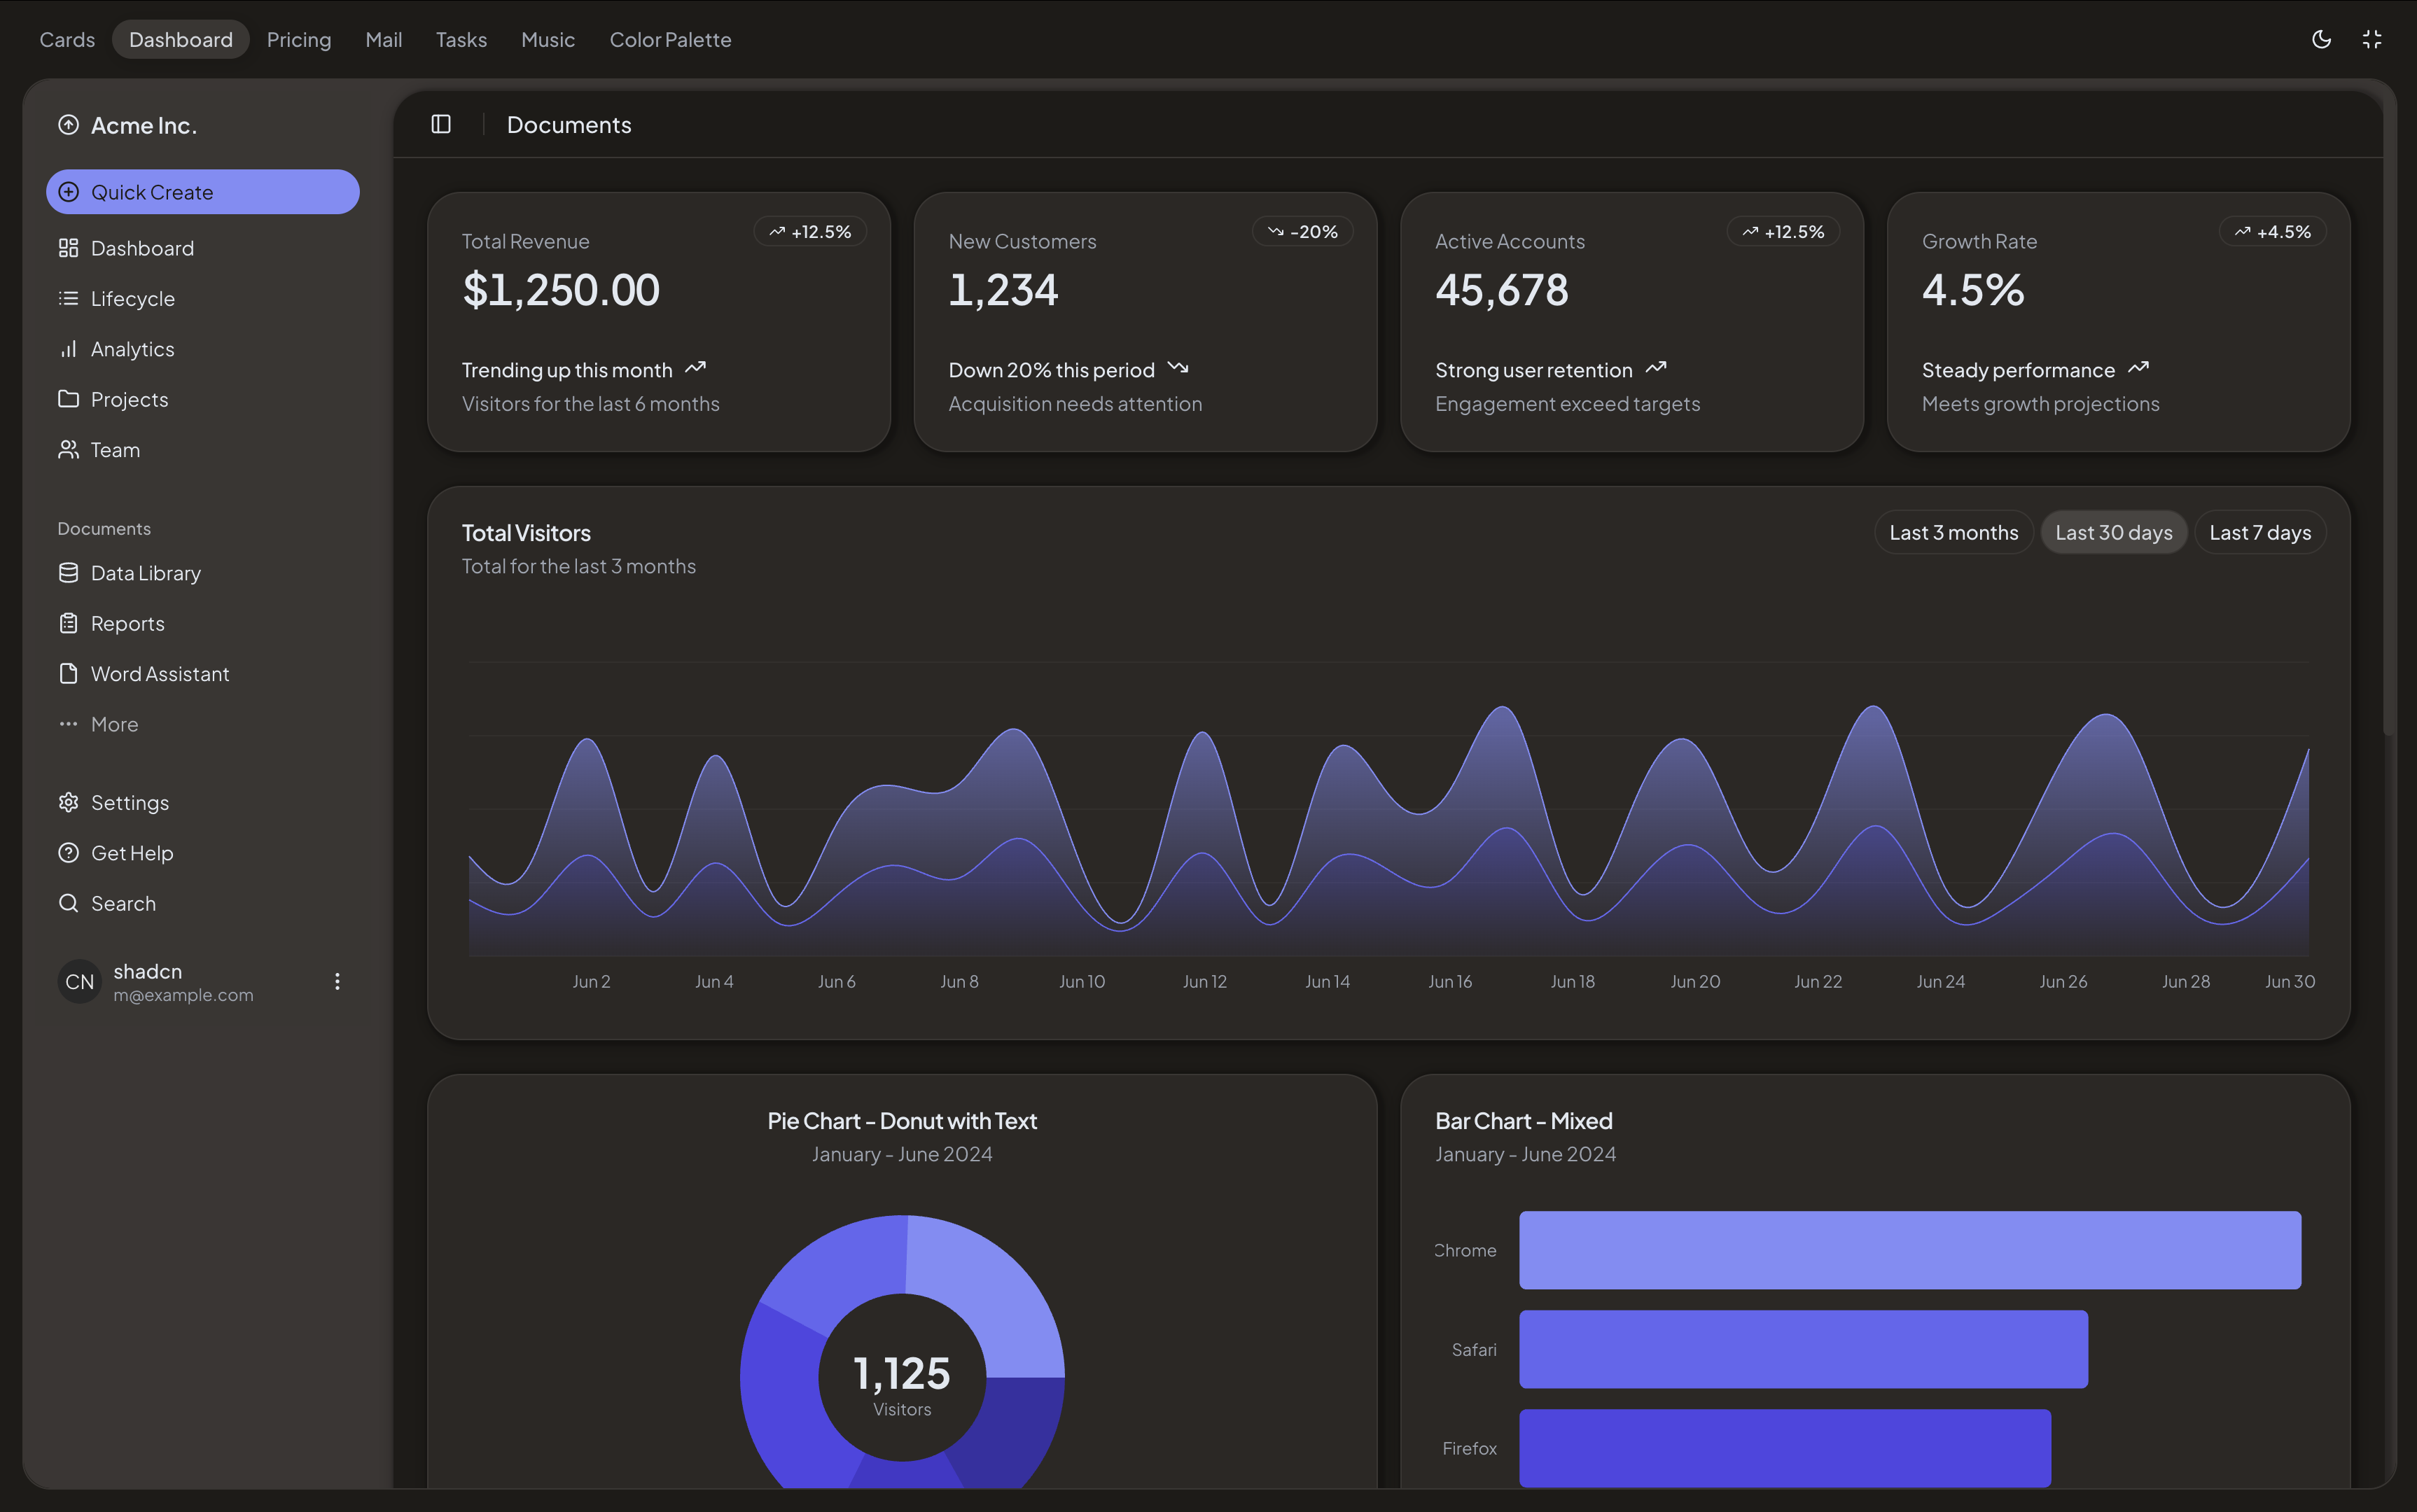 Cards Dashboard Pricing Mail Tasks Music Color Palette
Acme Inc.
Quick Create
Dashboard
Lifecycle
Analytics
Projects
Team
Documents
Data Library
Reports
Word Assistant
More
Settings
Get Help
Search
CN
shadcn
m@example.com
Documents
Total Revenue
+12.5%
$1,250.00
Trending up this month
Visitors for the last 6 months
New Customers
-20%
1,234
Down 20% this period
Acquisition needs attention
Active Accounts
+12.5%
45,678
Strong user retention
Engagement exceed targets
Growth Rate
+4.5%
4.5%
Steady performance
Meets growth projections
Total Visitors
Total for the last 3 months
Last 3 months Last 30 days Last 7 days
Jun 2 Jun 4 Jun 6 Jun 8 Jun 10 Jun 12 Jun 14 Jun 16 Jun 18 Jun 20 Jun 22 Jun 24 Jun 26 Jun 28 Jun 30
Pie Chart - Donut with Text
January - June 2024
1,125
Visitors
Bar Chart - Mixed
January - June 2024
Chrome
Safari
Firefox